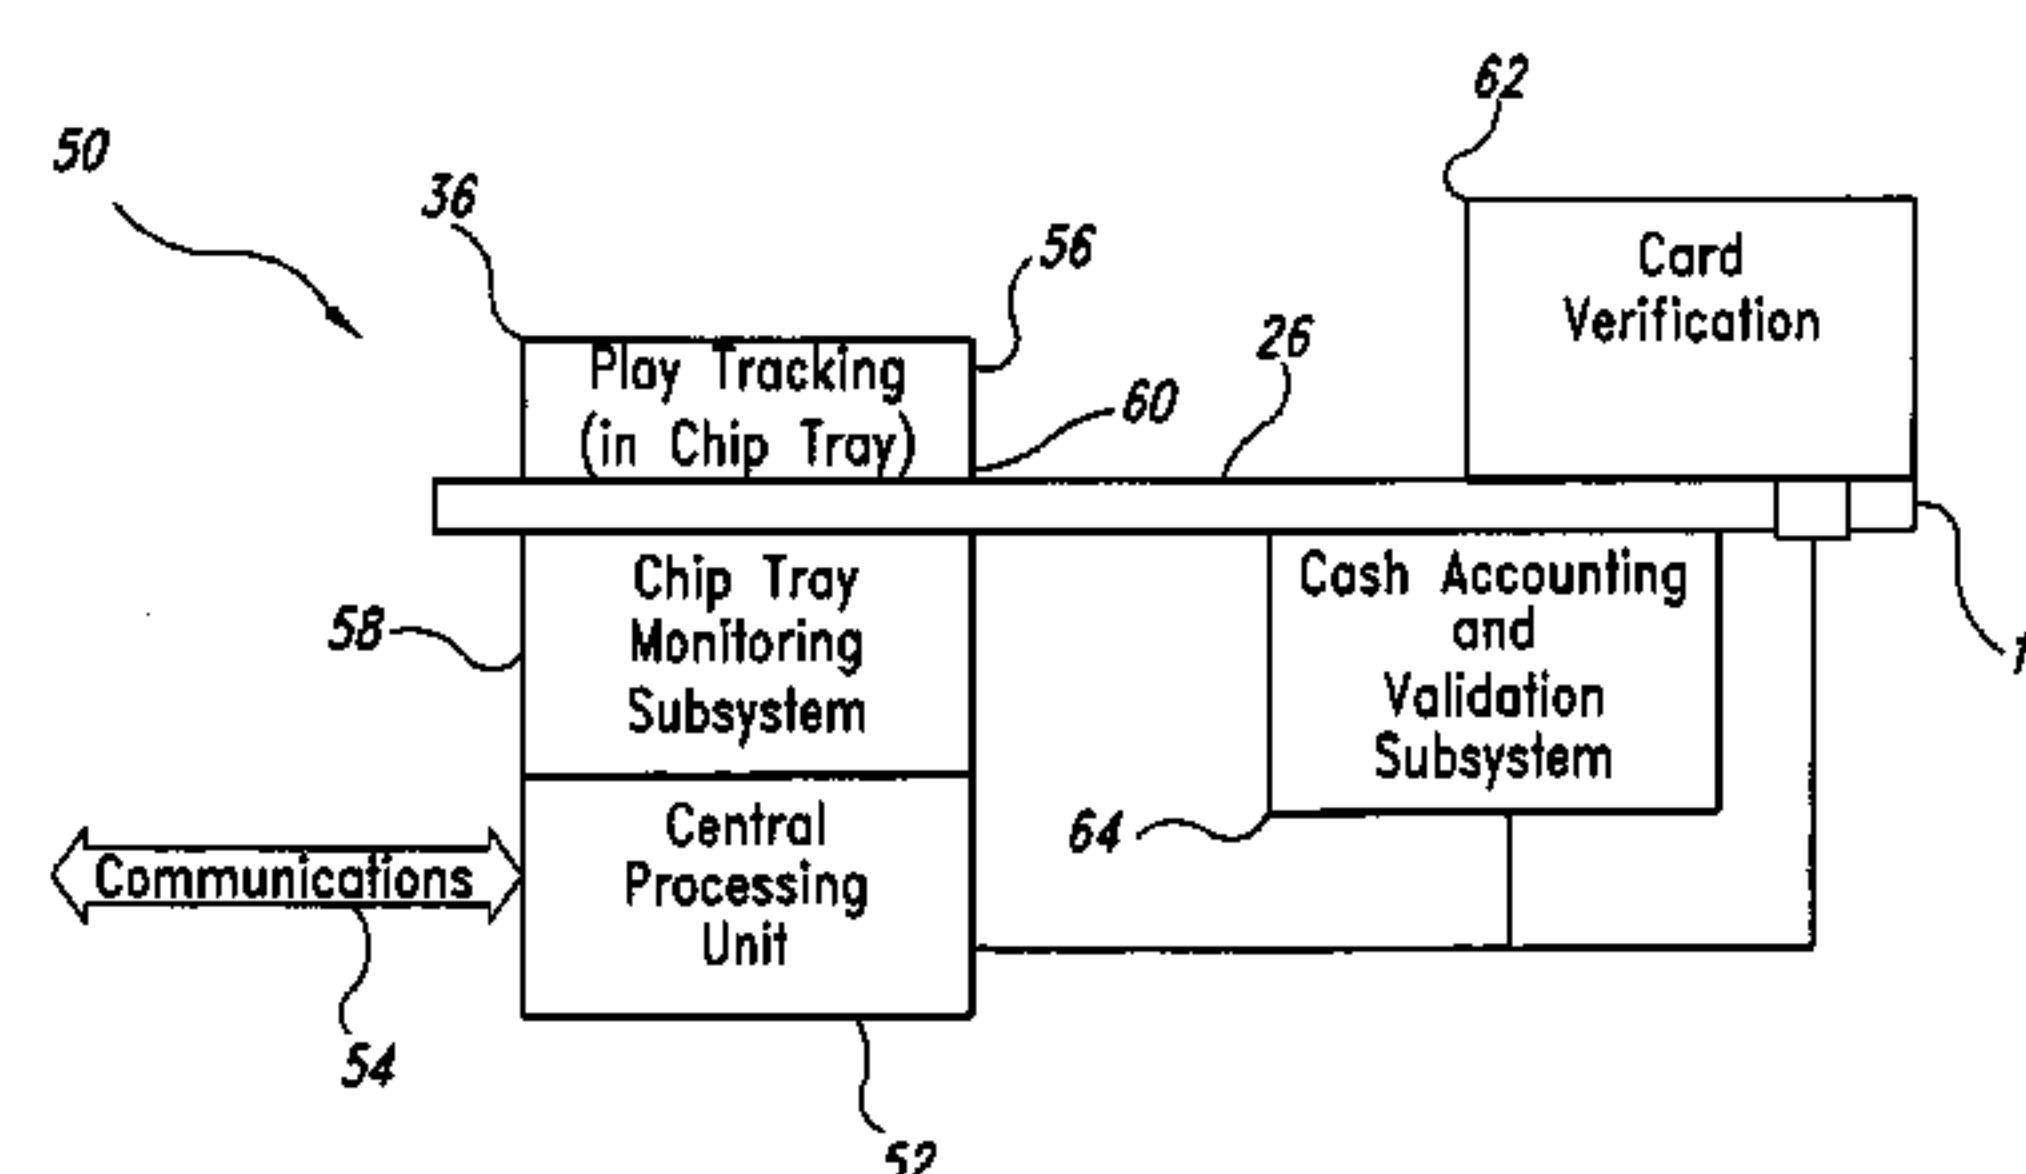 62
50
36
56
Card
Verification
26
Play Tracking
(in Chip Tray)
60
Chip Tray
Monitoring
Subsystem
58
Cash Accounting
and
Validation
Subsystem
Central
Processing
Unit
64
Communications
54
52